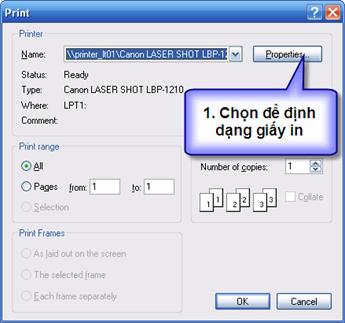 Print
Printer
Name: \\printer_lt01\Canon LASER SHOT LBP-12 Properties...
Status: Ready
Type: Canon LASER SHOT LBP-1210
Where: LPT1:
Comment:
1. Chọn để định
dạng giấy in
Print range
All
Pages from: 1 to: 1
Selection
Number of copies: 1
1 1 2 2 3 3 Collate
Print Frames
As laid out on the screen
The selected frame
Each frame separately
OK Cancel